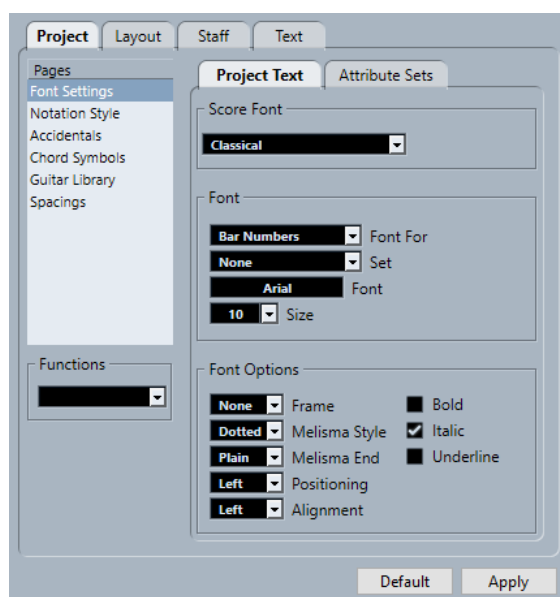 Project Layout Staff Text
Pages
Font Settings
Notation Style
Accidentals
Chord Symbols
Guitar Library
Spacings
Functions
Project Text Attribute Sets
Score Font
Classical
Font
Bar Numbers Font For
None Set
Arial Font
10 Size
Font Options
None Frame Bold
Dotted Melisma Style Italic
Plain Melisma End Underline
Left Positioning
Left Alignment
Default Apply